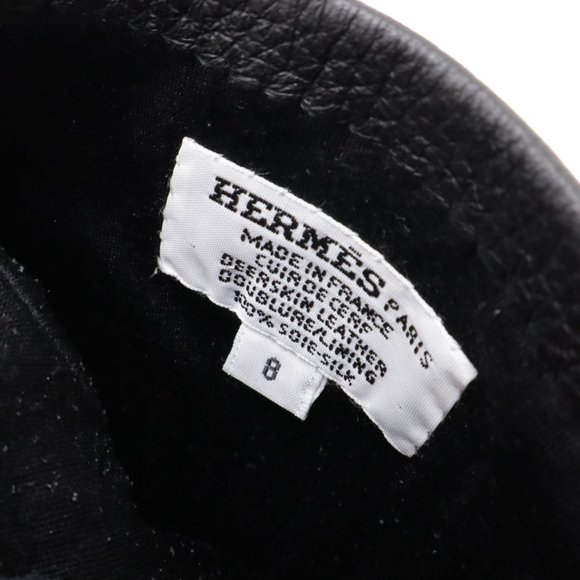 HERMÈS PARIS
MADE IN FRANCE
CUIR DE CERF
DEERSKIN LEATHER
DOUBLURE/LINING
100% SOIE·SILK
8